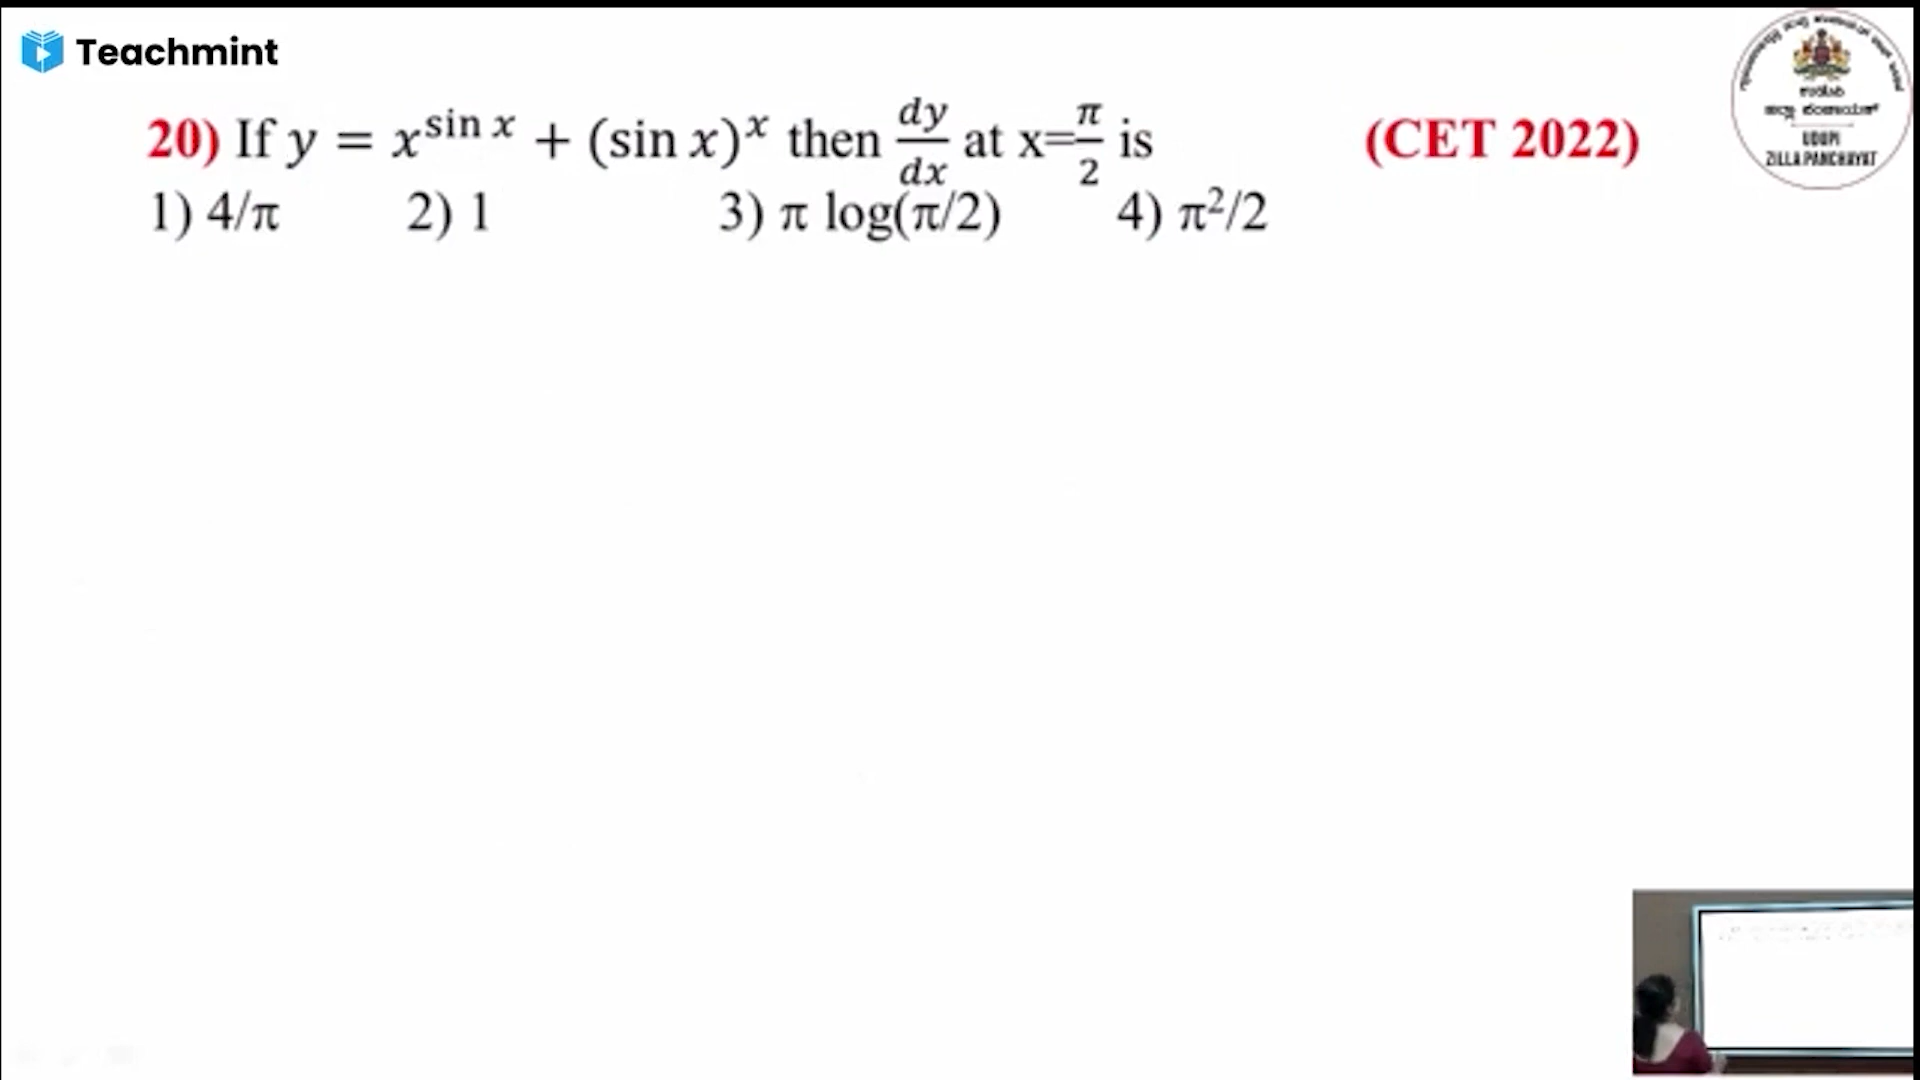 Teachmint
20) If y = x^{sin x} + (sin x)^x then dy/dx at x=π/2 is (CET 2022)
1) 4/π 2) 1 3) π log(π/2) 4) π²/2
UDUPI
ZILLA PANCHAYAT